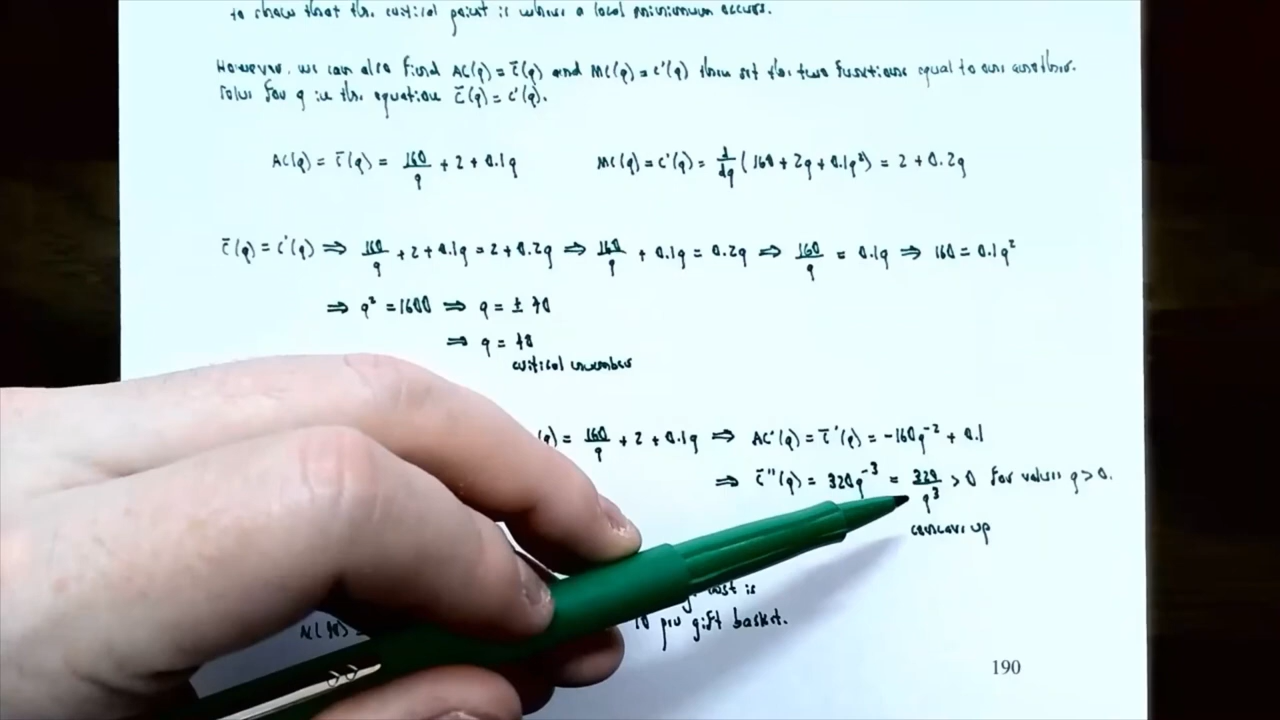 to show that the critical point is where a local minimum occurs.
However, we can also find AC(q) = c̄(q) and MC(q) = c'(q) then set the two functions equal to one another.
Solve for q in the equation c̄(q) = c'(q).
AC(q) = c̄(q) = 160/q + 2 + 0.1q MC(q) = c'(q) = d/dq (160 + 2q + 0.1q²) = 2 + 0.2q
c̄(q) = c'(q) ⇒ 160/q + 2 + 0.1q = 2 + 0.2q ⇒ 160/q + 0.1q = 0.2q ⇒ 160/q = 0.1q ⇒ 160 = 0.1q²
⇒ q² = 1600 ⇒ q = ± 40
⇒ q = 40
critical number
(q) = 160/q + 2 + 0.1q ⇒ AC'(q) = c̄'(q) = -160q⁻² + 0.1
⇒ c̄''(q) = 320q⁻³ = 320/q³ > 0 for values q > 0.
concave up
cost is
AC(40) = 10 per gift basket.
190